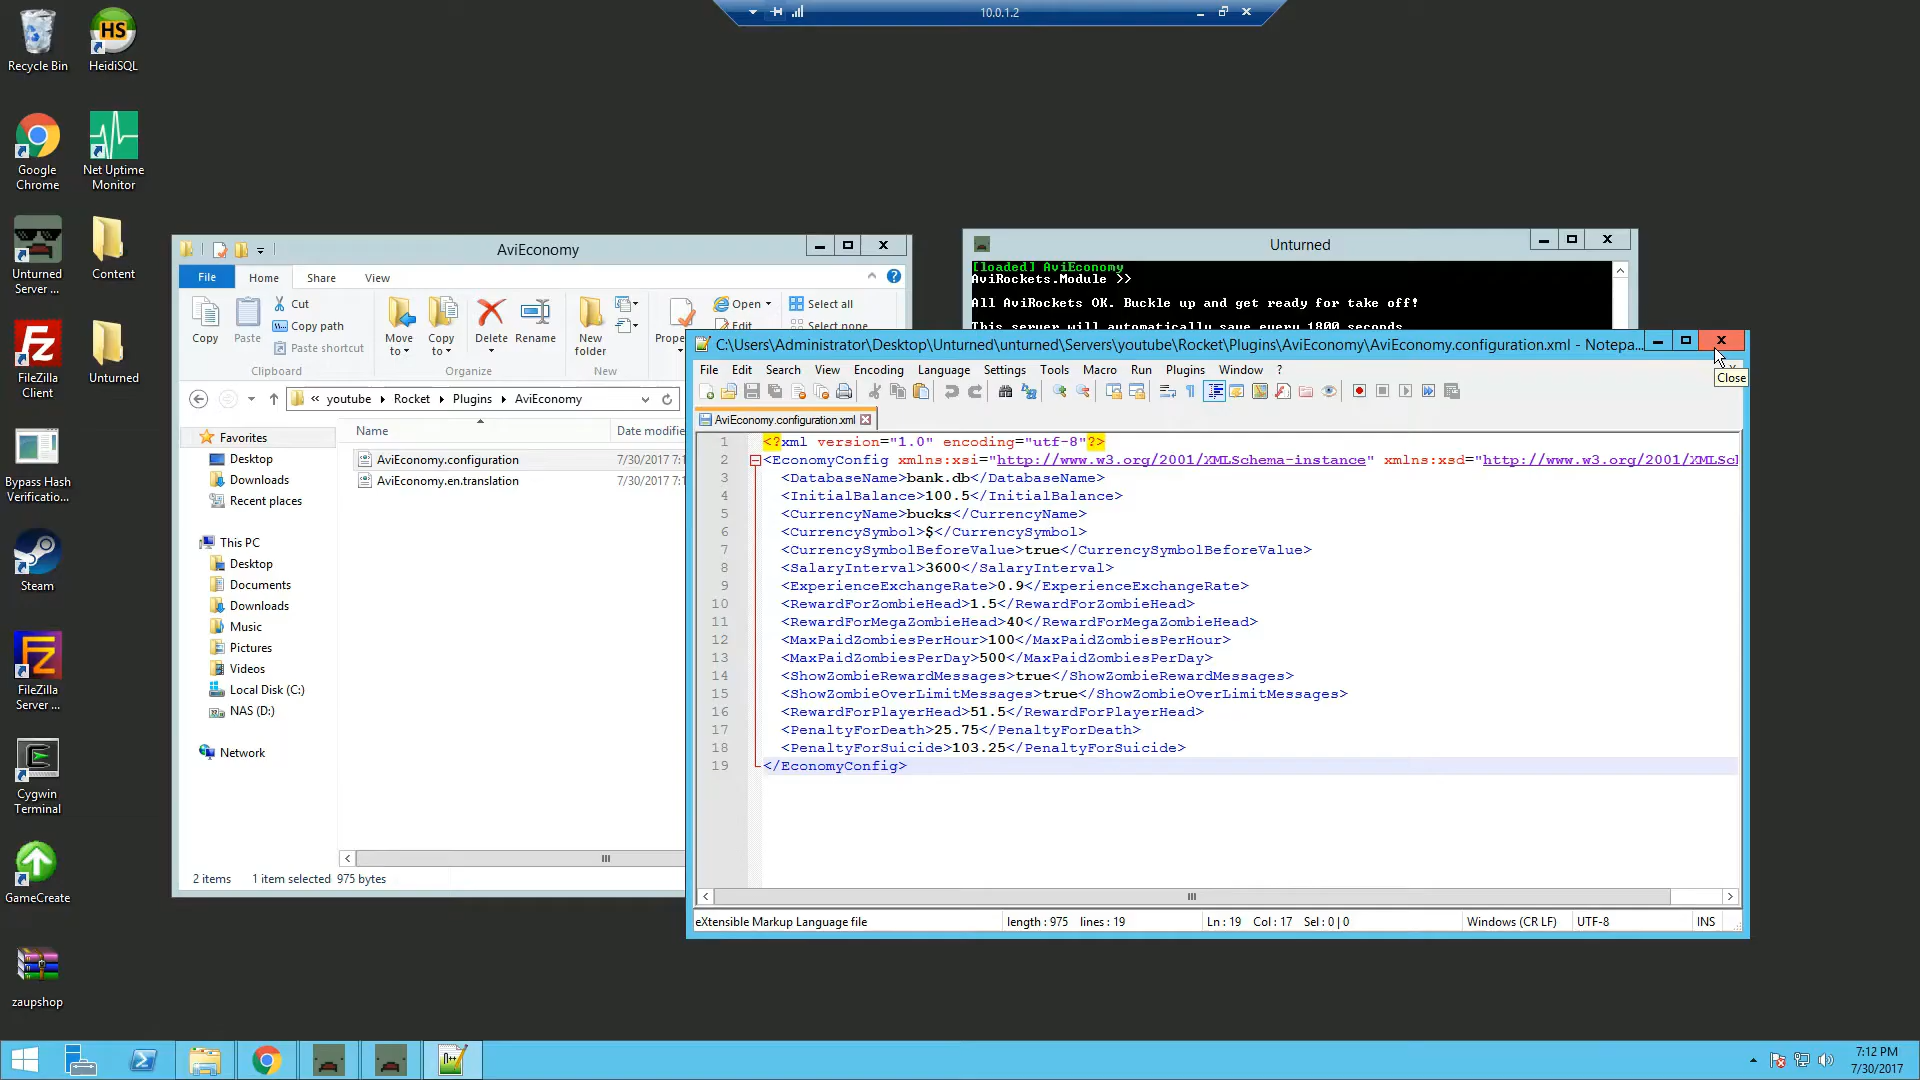 10.0.1.2
Recycle Bin
HeidiSQL
Google
Chrome
Net Uptime
Monitor
Unturned
Server ...
Content
FileZilla
Client
Unturned
Bypass Hash
Verificatio...
Steam
FileZilla
Server ...
Cygwin
Terminal
GameCreate
zaupshop
AviEconomy
File
Home
Share
View
Copy
Paste
Cut
Copy path
Paste shortcut
Clipboard
Move
to
Copy
to
Delete
Rename
Organize
New
folder
New
Prope
Open
Edit
Select all
Select none
« youtube Rocket Plugins AviEconomy
Name
Date modifie
AviEconomy.configuration
7/30/2017 7:1
AviEconomy.en.translation
7/30/2017 7:1
Favorites
Desktop
Downloads
Recent places
This PC
Desktop
Documents
Downloads
Music
Pictures
Videos
Local Disk (C:)
NAS (D:)
Network
2 items 1 item selected 975 bytes
Unturned
[loaded] AviEconomy
AviRockets.Module >>
All AviRockets OK. Buckle up and get ready for take off!
This server will automatically save every 1800 seconds
C:\Users\Administrator\Desktop\Unturned\unturned\Servers\youtube\Rocket\Plugins\AviEconomy\AviEconomy.configuration.xml - Notepa...
Close
File Edit Search View Encoding Language Settings Tools Macro Run Plugins Window ?
AviEconomy.configuration.xml
1 <?xml version="1.0" encoding="utf-8"?>
2 <EconomyConfig xmlns:xsi="http://www.w3.org/2001/XMLSchema-instance" xmlns:xsd="http://www.w3.org/2001/XMLSc
3 <DatabaseName>bank.db</DatabaseName>
4 <InitialBalance>100.5</InitialBalance>
5 <CurrencyName>bucks</CurrencyName>
6 <CurrencySymbol>$</CurrencySymbol>
7 <CurrencySymbolBeforeValue>true</CurrencySymbolBeforeValue>
8 <SalaryInterval>3600</SalaryInterval>
9 <ExperienceExchangeRate>0.9</ExperienceExchangeRate>
10 <RewardForZombieHead>1.5</RewardForZombieHead>
11 <RewardForMegaZombieHead>40</RewardForMegaZombieHead>
12 <MaxPaidZombiesPerHour>100</MaxPaidZombiesPerHour>
13 <MaxPaidZombiesPerDay>500</MaxPaidZombiesPerDay>
14 <ShowZombieRewardMessages>true</ShowZombieRewardMessages>
15 <ShowZombieOverLimitMessages>true</ShowZombieOverLimitMessages>
16 <RewardForPlayerHead>51.5</RewardForPlayerHead>
17 <PenaltyForDeath>25.75</PenaltyForDeath>
18 <PenaltyForSuicide>103.25</PenaltyForSuicide>
19 </EconomyConfig>
eXtensible Markup Language file
length : 975 lines : 19
Ln : 19 Col : 17 Sel : 0 | 0
Windows (CR LF)
UTF-8
INS
7:12 PM
7/30/2017